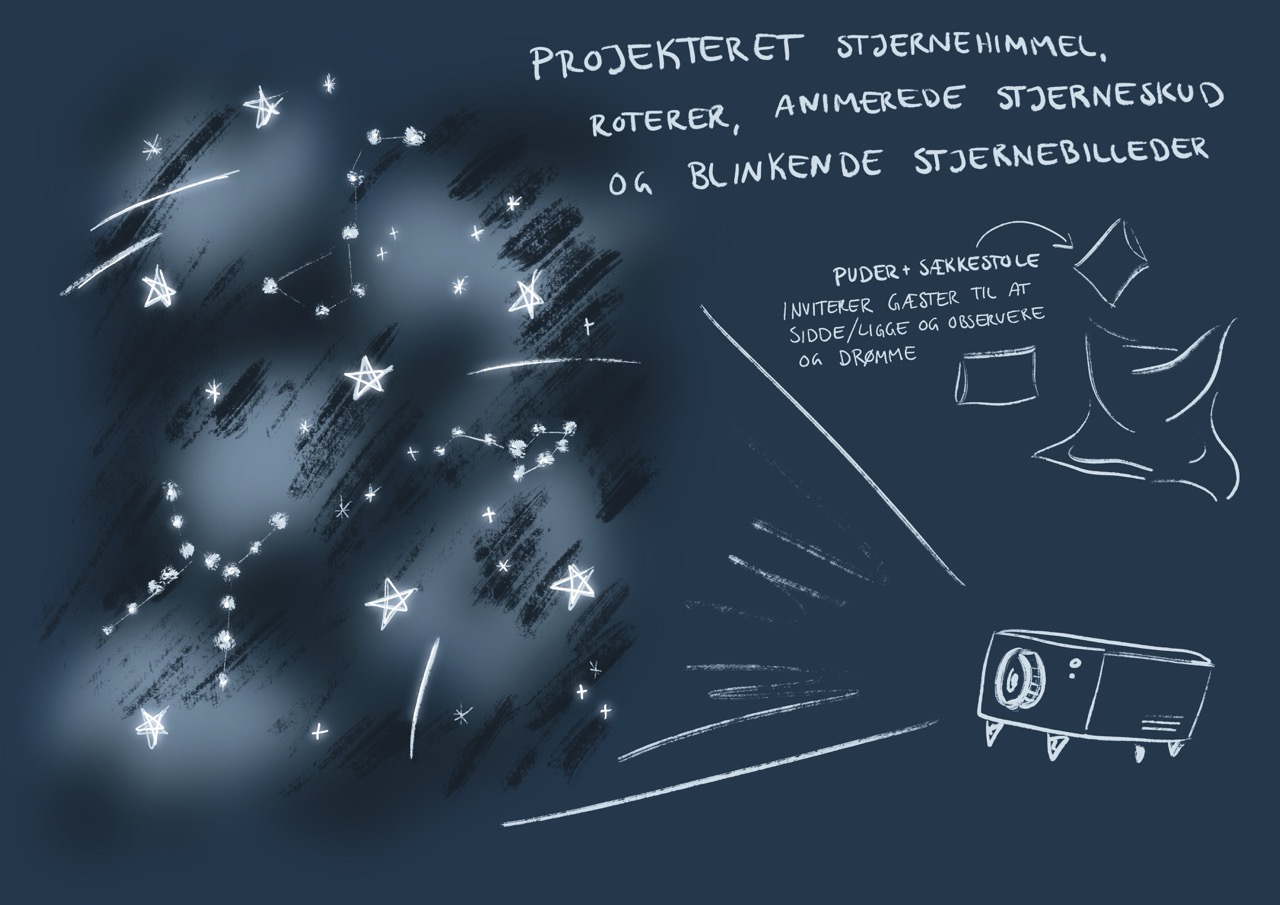 PROJEKTERET STJERNEHIMMEL,
ROTERER, ANIMEREDE STJERNESKUD
OG BLINKENDE STJERNEBILLEDER
PUDER + SÆKKESTOLE
INVITERER GÆSTER TIL AT
SIDDE/LIGGE OG OBSERVERE
OG DRØMME